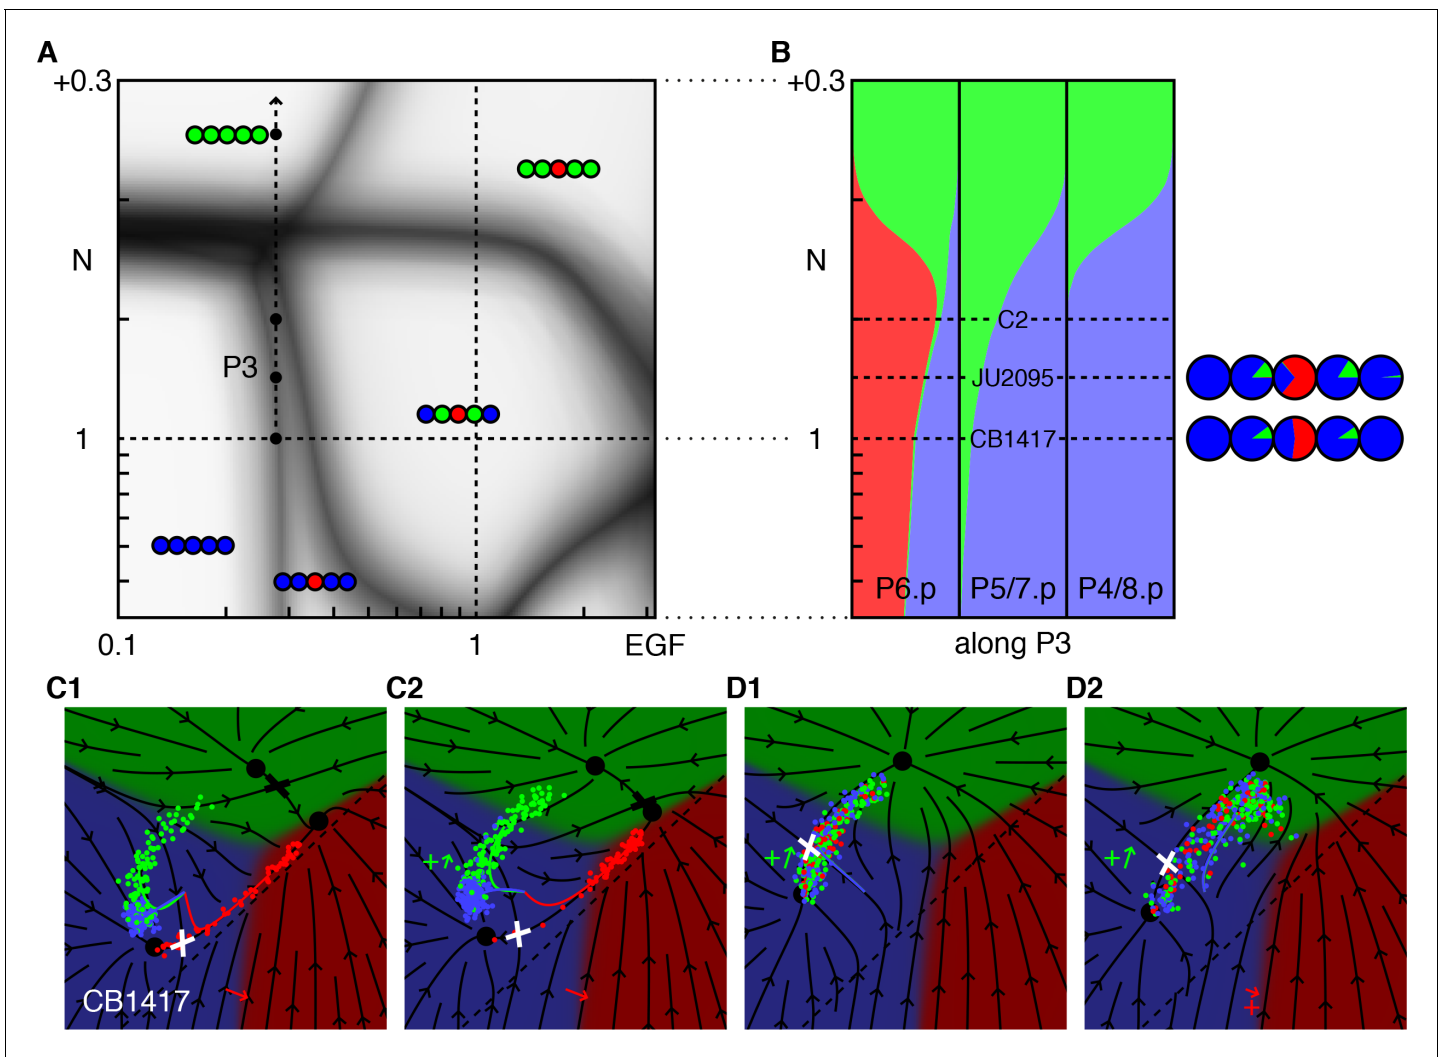 A
B
+0.3
+0.3
N
N
P3
C2
JU2095
1
1
CB1417
P6.p
P5/7.p
P4/8.p
0.1
1
EGF
along P3
C1
C2
D1
D2
+
+
+
+
CB1417